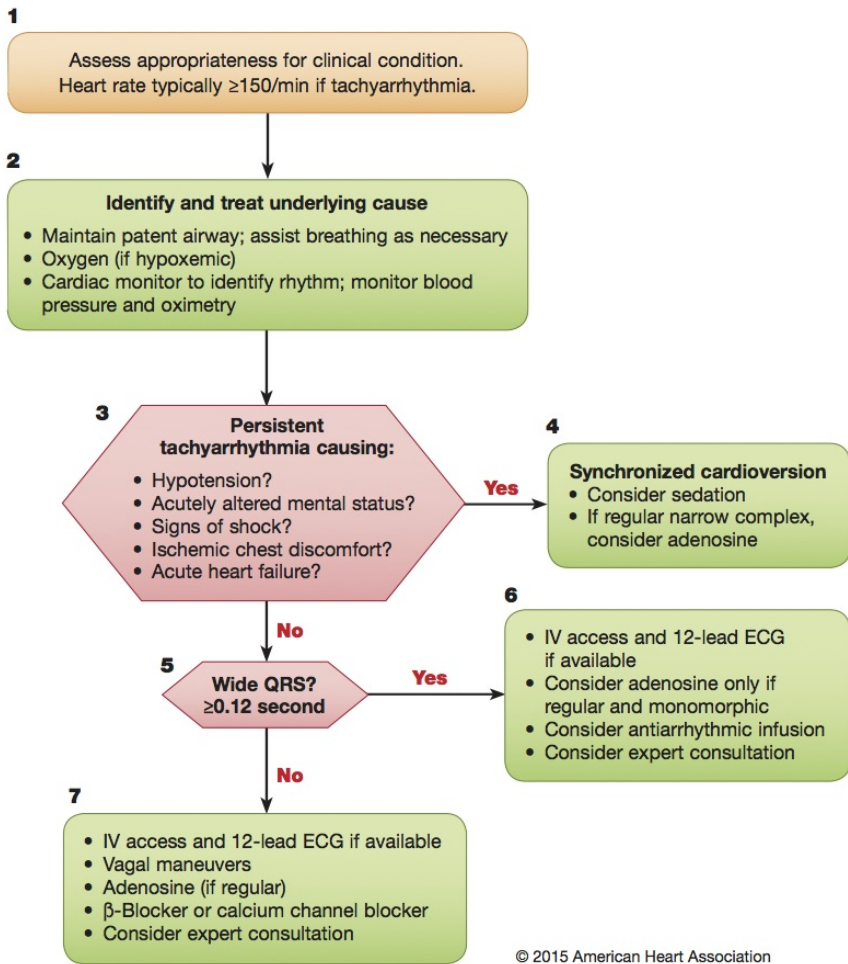 1
Assess appropriateness for clinical condition.
Heart rate typically ≥150/min if tachyarrhythmia.
2
Identify and treat underlying cause
• Maintain patent airway; assist breathing as necessary
• Oxygen (if hypoxemic)
• Cardiac monitor to identify rhythm; monitor blood
pressure and oximetry
3
Persistent
tachyarrhythmia causing:
• Hypotension?
• Acutely altered mental status?
• Signs of shock?
• Ischemic chest discomfort?
• Acute heart failure?
Yes
4
Synchronized cardioversion
• Consider sedation
• If regular narrow complex,
consider adenosine
No
5
Wide QRS?
≥0.12 second
Yes
6
• IV access and 12-lead ECG
if available
• Consider adenosine only if
regular and monomorphic
• Consider antiarrhythmic infusion
• Consider expert consultation
No
7
• IV access and 12-lead ECG if available
• Vagal maneuvers
• Adenosine (if regular)
• β-Blocker or calcium channel blocker
• Consider expert consultation
© 2015 American Heart Association